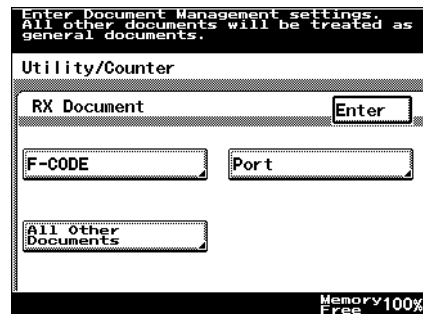 Enter Document Management settings.
All other documents will be treated as
general documents.
Utility/Counter
RX Document
Enter
F-CODE
Port
All Other
Documents
Memory
Free 100%